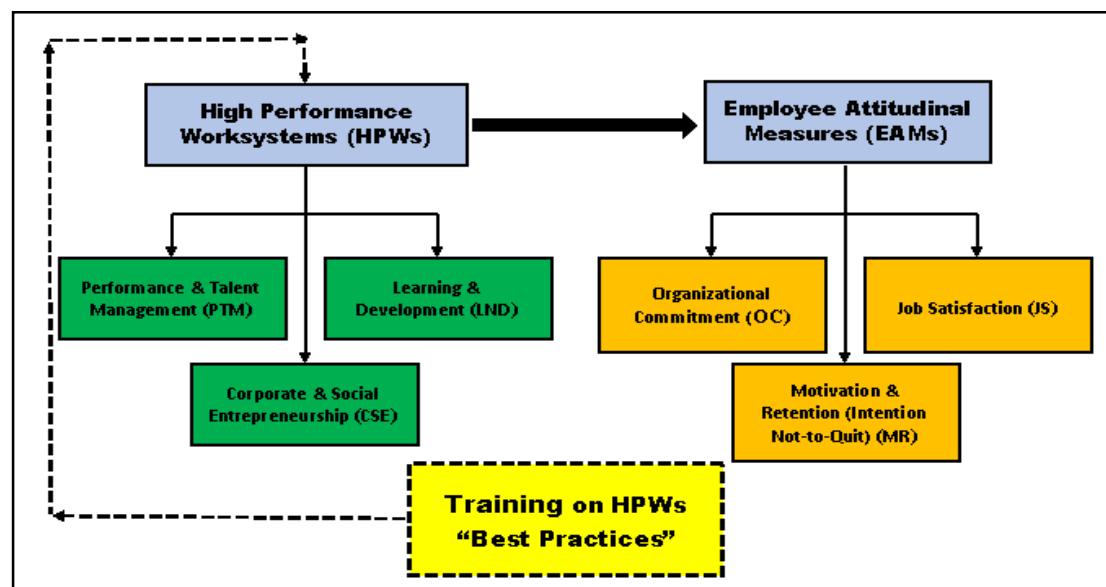 High Performance
Worksystems (HPWs)
Employee Attitudinal
Measures (EAMs)
Performance & Talent
Management (PTM)
Learning &
Development (LND)
Corporate & Social
Entrepreneurship (CSE)
Organizational
Commitment (OC)
Job Satisfaction (JS)
Motivation &
Retention (Intention
Not-to-Quit) (MR)
Training on HPWs
“Best Practices”